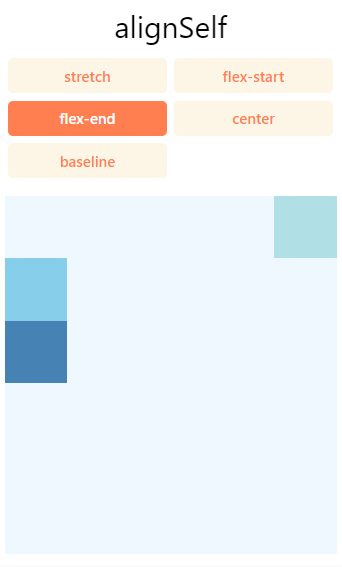 alignSelf
stretch
flex-start
flex-end
center
baseline